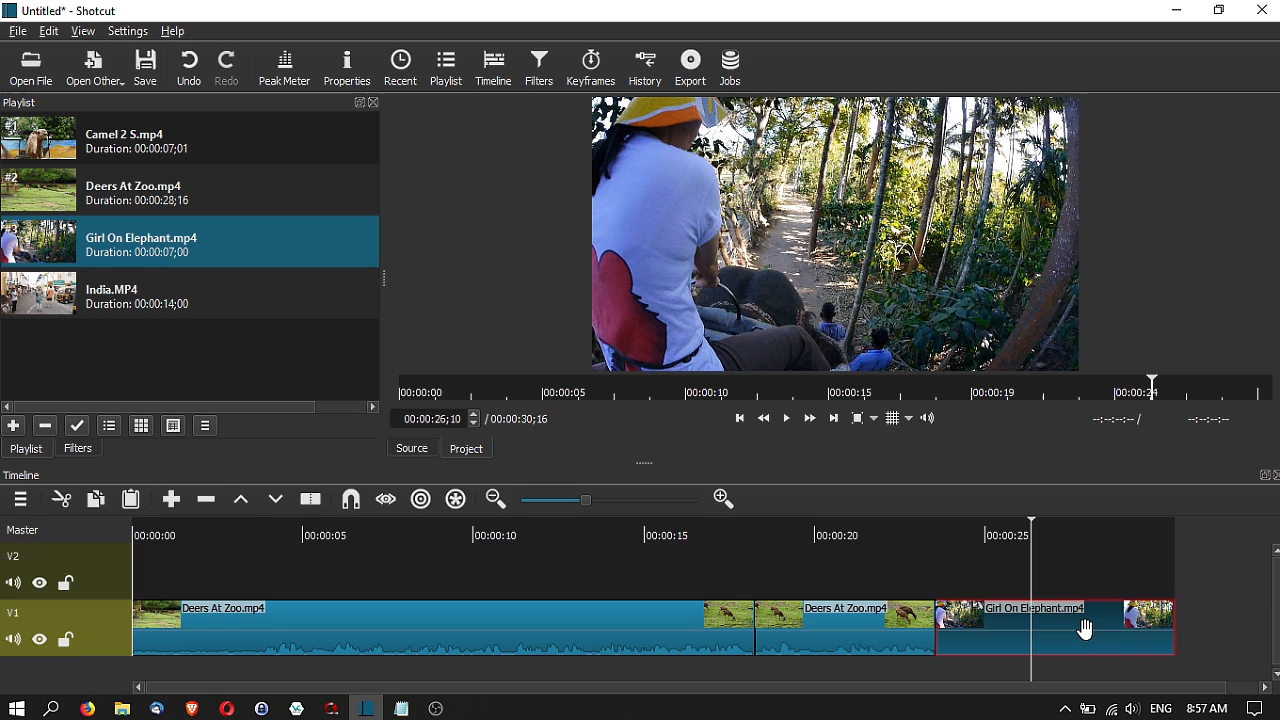 Untitled* - Shotcut
File Edit View Settings Help
Open File Open Other.. Save Undo Redo Peak Meter Properties Recent Playlist Timeline Filters Keyframes History Export Jobs
Playlist
#1
Camel 2 S.mp4
Duration: 00:00:07;01
#2
Deers At Zoo.mp4
Duration: 00:00:28;16
Girl On Elephant.mp4
Duration: 00:00:07;00
India.MP4
Duration: 00:00:14;00
00:00:00 00:00:05 00:00:10 00:00:15 00:00:19 00:00:24
00:00:26;10 / 00:00:30;16 --:--:--:-- / --:--:--:--
Playlist Filters Source Project
Timeline
Master 00:00:00 00:00:05 00:00:10 00:00:15 00:00:20 00:00:25
V2
V1 Deers At Zoo.mp4 Deers At Zoo.mp4 Girl On Elephant.mp4
ENG 8:57 AM